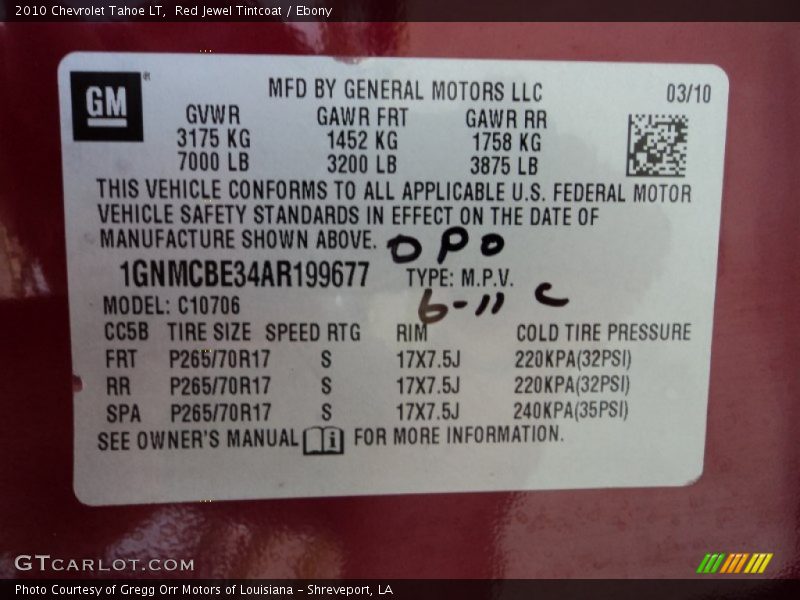 2010 Chevrolet Tahoe LT, Red Jewel Tintcoat / Ebony
GM
®
MFD BY GENERAL MOTORS LLC 03/10
GVWR GAWR FRT GAWR RR
3175 KG 1452 KG 1758 KG
7000 LB 3200 LB 3875 LB
THIS VEHICLE CONFORMS TO ALL APPLICABLE U.S. FEDERAL MOTOR
VEHICLE SAFETY STANDARDS IN EFFECT ON THE DATE OF
MANUFACTURE SHOWN ABOVE. DPO
1GNMCBE34AR199677 TYPE: M.P.V.
MODEL: C10706 6-11 C
CC5B TIRE SIZE SPEED RTG RIM COLD TIRE PRESSURE
FRT P265/70R17 S 17X7.5J 220KPA(32PSI)
RR P265/70R17 S 17X7.5J 220KPA(32PSI)
SPA P265/70R17 S 17X7.5J 240KPA(35PSI)
SEE OWNER'S MANUAL i FOR MORE INFORMATION.
GTCARLOT.COM
Photo Courtesy of Gregg Orr Motors of Louisiana - Shreveport, LA